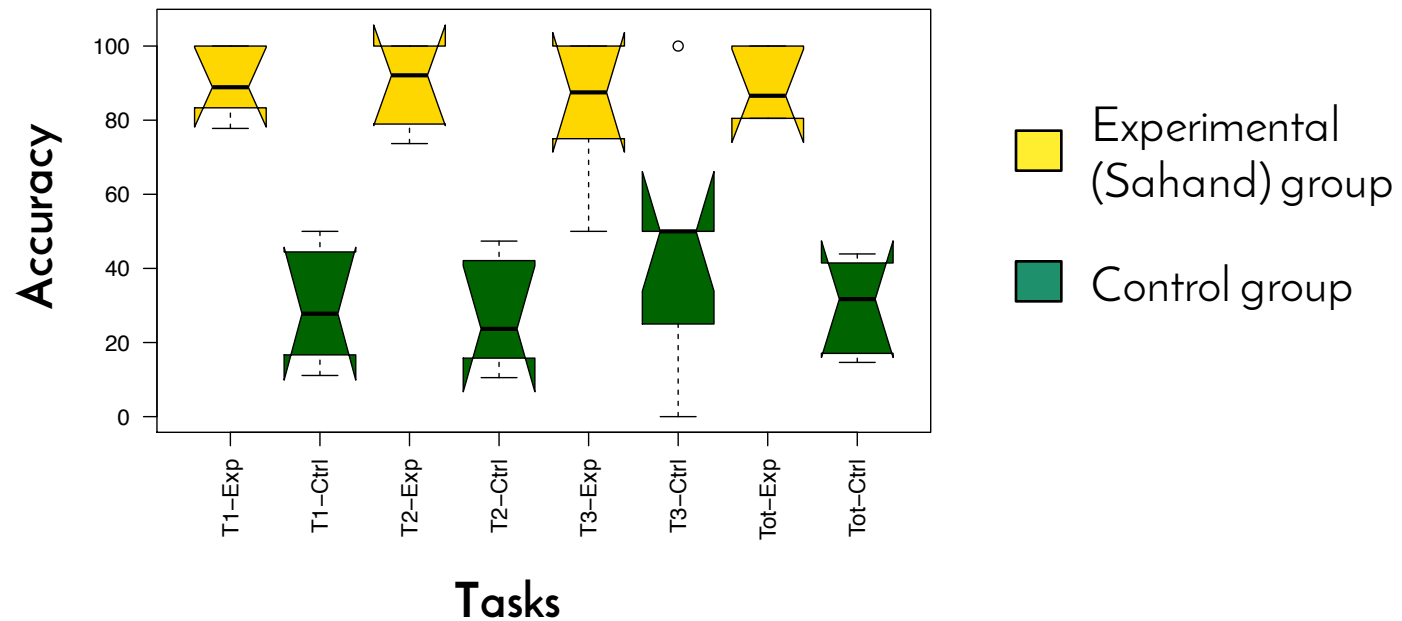 Accuracy
100
80
60
40
20
0
T1–Exp
T1–Ctrl
T2–Exp
T2–Ctrl
T3–Exp
T3–Ctrl
Tot–Exp
Tot–Ctrl
Tasks
Experimental
(Sahand) group
Control group